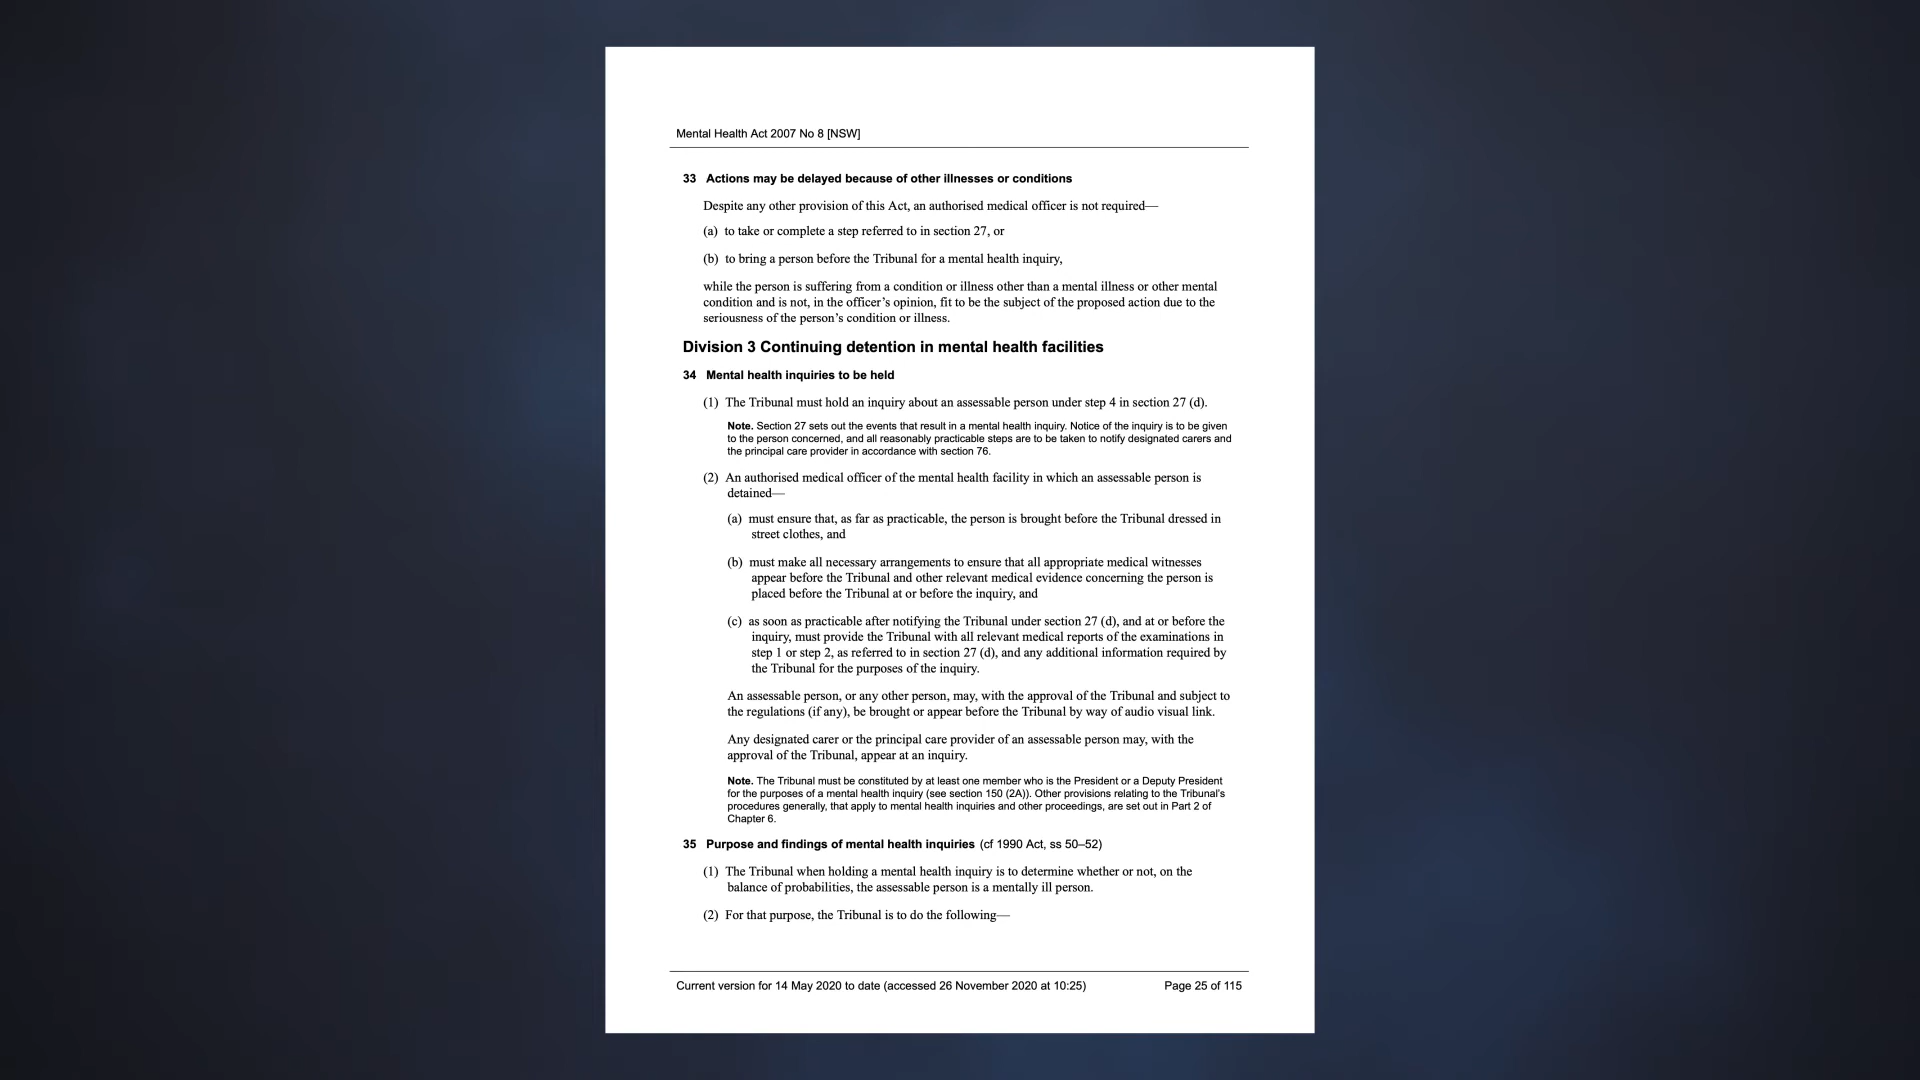 Mental Health Act 2007 No 8 [NSW]
33 Actions may be delayed because of other illnesses or conditions
Despite any other provision of this Act, an authorised medical officer is not required—
(a) to take or complete a step referred to in section 27, or
(b) to bring a person before the Tribunal for a mental health inquiry,
while the person is suffering from a condition or illness other than a mental illness or other mental
condition and is not, in the officer's opinion, fit to be the subject of the proposed action due to the
seriousness of the person's condition or illness.
Division 3 Continuing detention in mental health facilities
34 Mental health inquiries to be held
(1) The Tribunal must hold an inquiry about an assessable person under step 4 in section 27 (d).
Note. Section 27 sets out the events that result in a mental health inquiry. Notice of the inquiry is to be given
to the person concerned, and all reasonably practicable steps are to be taken to notify designated carers and
the principal care provider in accordance with section 76.
(2) An authorised medical officer of the mental health facility in which an assessable person is
detained—
(a) must ensure that, as far as practicable, the person is brought before the Tribunal dressed in
street clothes, and
(b) must make all necessary arrangements to ensure that all appropriate medical witnesses
appear before the Tribunal and other relevant medical evidence concerning the person is
placed before the Tribunal at or before the inquiry, and
(c) as soon as practicable after notifying the Tribunal under section 27 (d), and at or before the
inquiry, must provide the Tribunal with all relevant medical reports of the examinations in
step 1 or step 2, as referred to in section 27 (d), and any additional information required by
the Tribunal for the purposes of the inquiry.
An assessable person, or any other person, may, with the approval of the Tribunal and subject to
the regulations (if any), be brought or appear before the Tribunal by way of audio visual link.
Any designated carer or the principal care provider of an assessable person may, with the
approval of the Tribunal, appear at an inquiry.
Note. The Tribunal must be constituted by at least one member who is the President or a Deputy President
for the purposes of a mental health inquiry (see section 150 (2A)). Other provisions relating to the Tribunal's
procedures generally, that apply to mental health inquiries and other proceedings, are set out in Part 2 of
Chapter 6.
35 Purpose and findings of mental health inquiries (cf 1990 Act, ss 50–52)
(1) The Tribunal when holding a mental health inquiry is to determine whether or not, on the
balance of probabilities, the assessable person is a mentally ill person.
(2) For that purpose, the Tribunal is to do the following—
Current version for 14 May 2020 to date (accessed 26 November 2020 at 10:25) Page 25 of 115